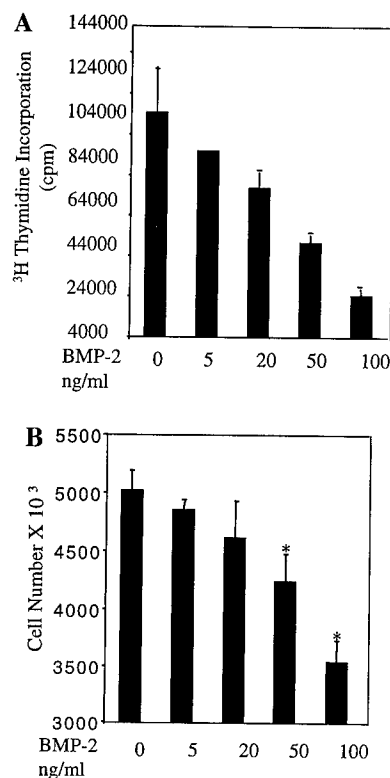 A
144000
124000
104000
84000
64000
44000
24000
4000
³H Thymidine Incorporation
(cpm)
BMP-2
ng/ml
0 5 20 50 100
B
5500
5000
4500
4000
3500
3000
Cell Number X 10⁻³
* *
BMP-2
ng/ml
0 5 20 50 100